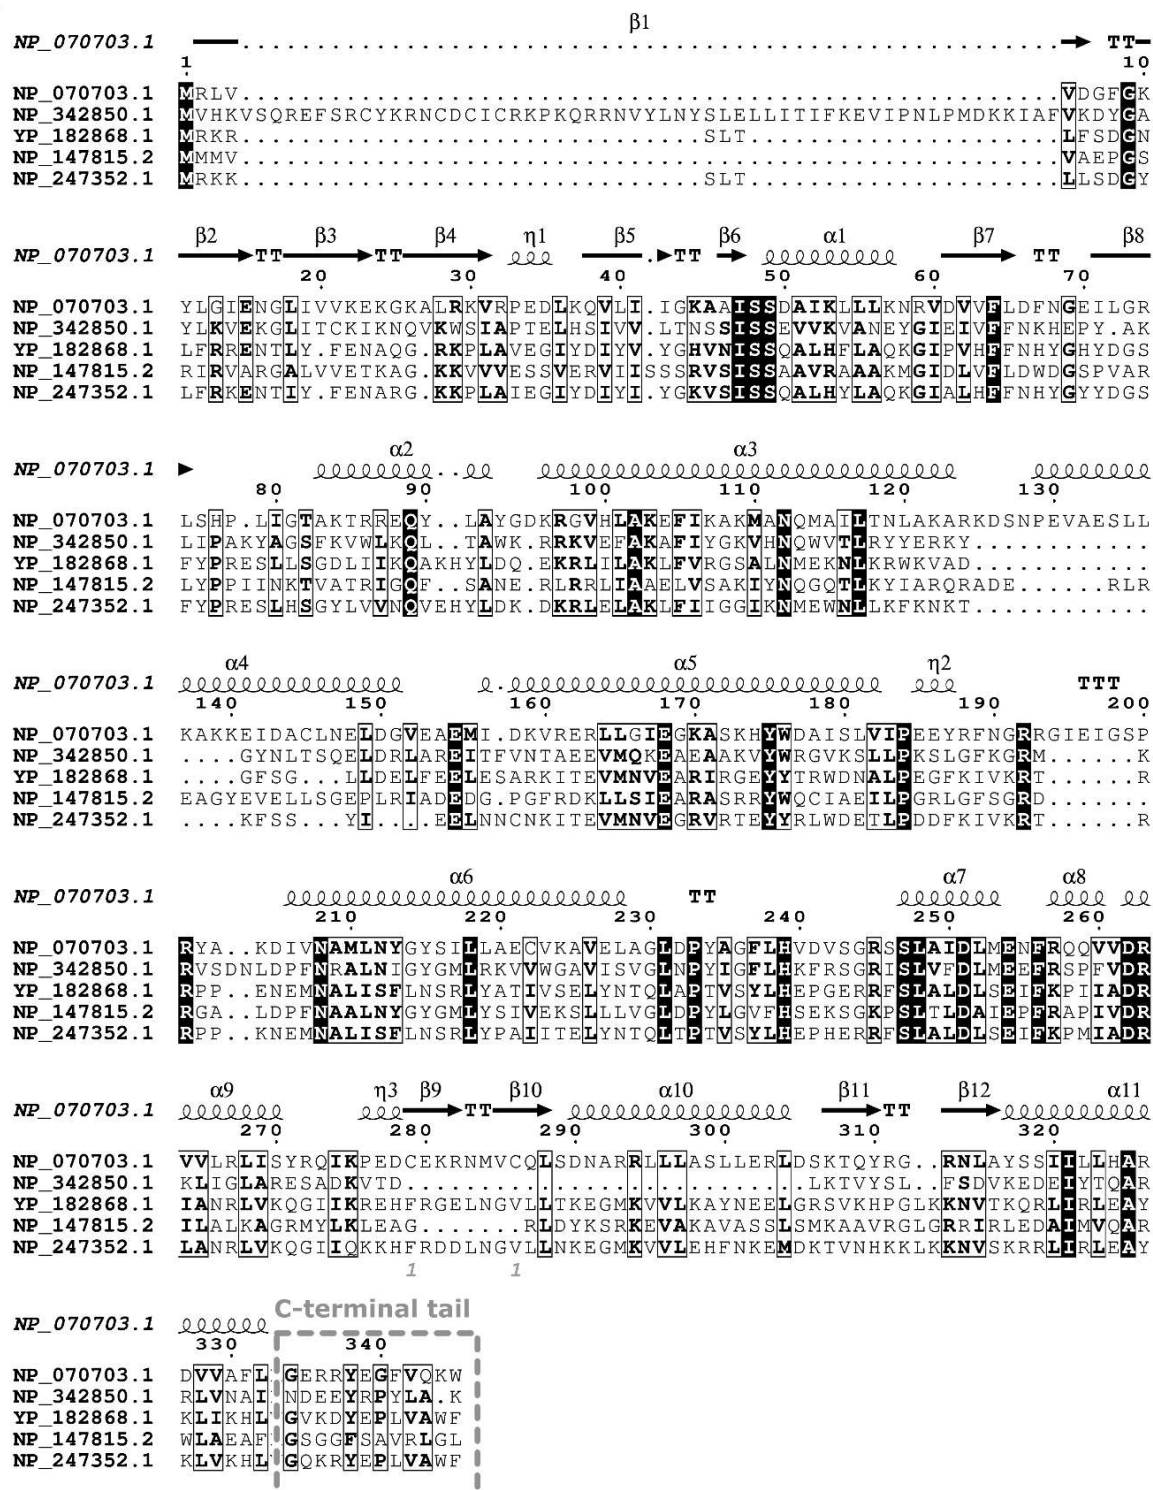 β1
NP_070703.1 TT
1 10
NP_070703.1 MRLV.......................................................VDGFGK
NP_342850.1 MVHKVSQREFSRCYKRNCDCICRKPKQRRNVYLNYSLELLITIFKEVIPNLPMDKKIAFVKDYGA
YP_182868.1 MRKR...............................SLT.....................LFSDGN
NP_147815.2 MMMV.......................................................VAEPGS
NP_247352.1 MRKK...............................SLT.....................LLSDGY
β2 β3 β4 η1 β5 β6 α1 β7 β8
NP_070703.1 TT TT .TT TT
20 30 40 50 60 70
NP_070703.1 YLGIENGLIVVKEKGKALRKVRPEDLKQVLI.IGKAAISSDAIKLLLKNRVDVVFLDFNGEILGR
NP_342850.1 YLKVEKGLITCKIKNQVKWSIAPTELHSIVV.LTNSSISSEVVKVANEYGIEIVFFNKHEPY.AK
YP_182868.1 LFRRENTLY.FENAQG.RKPLAVEGIYDIYV.YGHVNISSQALHFLAQKGIPVHFFNHYGHYDGS
NP_147815.2 RIRVARGALVVETKAG.KKVVVESSVERVIISSSRVSISSAAVRAAAKMGIDLVFLDWDGSPVAR
NP_247352.1 LFRKENTIY.FENARG.KKPLAIEGIYDIYI.YGKVSISSQALHYLAQKGIALHFFNHYGYYDGS
α2 α3
NP_070703.1 ..
80 90 100 110 120 130
NP_070703.1 LSHP.LIGTAKTRREQY..LAYGDKRGVHLAKEFIKAKMANQMAILTNLAKARKDSNPEVAESLL
NP_342850.1 LIPAKYAGSFKVWLKQL..TAWK.RRKVEFAKAFIYGKVHNQWVTLRYYERKY............
YP_182868.1 FYPRESLLSGDLIIKQAKHYLDQ.EKRLILAKLFVRGSALNMEKNLKRWKVAD............
NP_147815.2 LYPPIINKTVATRIGQF..SANE.RLRRLIAAELVSAKIYNQGQTLKYIARQRADE......RLR
NP_247352.1 FYPRESLHSGYLVVNQVEHYLDK.DKRLELAKLFIIGGIKNMEWNLLKFKNKT............
α4 α5 η2
NP_070703.1 . TTT
140 150 160 170 180 190 200
NP_070703.1 KAKKEIDACLNELDGVEAEMI.DKVRERLLGIEGKASKHYWDAISLVIPEEYRFNGRRGIEIGSP
NP_342850.1 ....GYNLTSQELDRLAREITFVNTAEEVMQKEAEAAKVYWRGVKSLLPKSLGFKGRM......K
YP_182868.1 ....GFSG...LLDELFEELESARKITEVMNVEARIRGEYYTRWDNALPEGFKIVKRT......R
NP_147815.2 EAGYEVELLSGEPLRIADEDG.PGFRDKLLSIEARASRRYWQCIAEILPGRLGFSGRD.......
NP_247352.1 ....KFSS...YI...EELNNCNKITEVMNVEGRVRTEYYRLWDETLPDDFKIVKRT......R
α6 α7 α8
NP_070703.1 TT
210 220 230 240 250 260
NP_070703.1 RYA..KDIVNAMLNYGYSILLAECVKAVELAGLDPYAGFLHVDVSGRSSLAIDLMENFRQQVVDR
NP_342850.1 RVSDNLDPFNRALNIGYGMLRKVVWGAVISVGLNPYIGFLHKFRSGRISLVFDLMEEFRSPFVDR
YP_182868.1 RPP..ENEMNALISFLNSRLYATIVSELYNTQLAPTVSYLHEPGERRFSLALDLSEIFKPIIADR
NP_147815.2 RGA..LDPFNAALNYGYGMLYSIVEKSLLLVGLDPYLGVFHSEKSGKPSLTLDAIEPFRAPIVDR
NP_247352.1 RPP..KNEMNALISFLNSRLYPAIITELYNTQLTPTVSYLHEPHERRFSLALDLSEIFKPMIADR
α9 η3 β9 β10 α10 β11 β12 α11
NP_070703.1 TT TT
270 280 290 300 310 320
NP_070703.1 VVLRLISYRQIKPEDCEKRNMVCQLSDNARRLLLASLLERLDSKTQYRG..RNLAYSSIILLHAR
NP_342850.1 KLIGLARESADKVTD..........................LKTVYSL..FSDVKEDEIYTQAR
YP_182868.1 IANRLVKQGIIKREHFRGELNGVLLTKEGMKVVLKAYNEELGRSVKHPGLKKNVTKQRLIRLEAY
NP_147815.2 ILALKAGRMYLKLEAG.......RLDYKSRKEVAKAVASSLSMKAAVRGLGRRIRLEDAIMVQAR
NP_247352.1 LANRLVKQGIIQKKHFRDDLNGVLLNKEGMKVVLEHFNKEMDKTVNHKKLKKNVSKRRLIRLEAY
1 1
C-terminal tail
NP_070703.1
330 340
NP_070703.1 DVVAFLGERRYEGFVQKW
NP_342850.1 RLVNAINDEEYRPYLA.K
YP_182868.1 KLIKHLGVKDYEPLVAWF
NP_147815.2 WLAEAFGSGGFSAVRLGL
NP_247352.1 KLVKHLGQKRYEPLVAWF